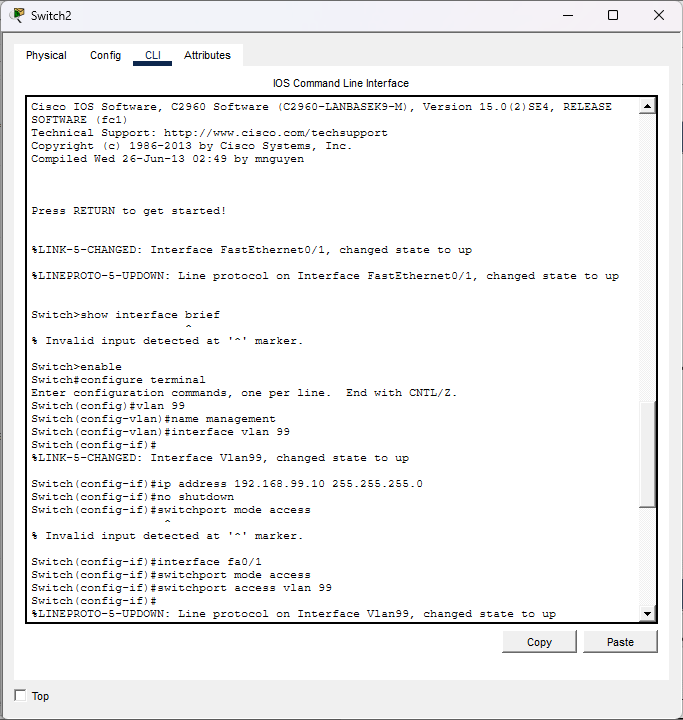 Switch2
Physical Config CLI Attributes
IOS Command Line Interface
Cisco IOS Software, C2960 Software (C2960-LANBASEK9-M), Version 15.0(2)SE4, RELEASE
SOFTWARE (fc1)
Technical Support: http://www.cisco.com/techsupport
Copyright (c) 1986-2013 by Cisco Systems, Inc.
Compiled Wed 26-Jun-13 02:49 by mnguyen
Press RETURN to get started!
%LINK-5-CHANGED: Interface FastEthernet0/1, changed state to up
%LINEPROTO-5-UPDOWN: Line protocol on Interface FastEthernet0/1, changed state to up
Switch>show interface brief
^
% Invalid input detected at '^' marker.
Switch>enable
Switch#configure terminal
Enter configuration commands, one per line.  End with CNTL/Z.
Switch(config)#vlan 99
Switch(config-vlan)#name management
Switch(config-vlan)#interface vlan 99
Switch(config-if)#
%LINK-5-CHANGED: Interface Vlan99, changed state to up
Switch(config-if)#ip address 192.168.99.10 255.255.255.0
Switch(config-if)#no shutdown
Switch(config-if)#switchport mode access
^
% Invalid input detected at '^' marker.
Switch(config-if)#interface fa0/1
Switch(config-if)#switchport mode access
Switch(config-if)#switchport access vlan 99
Switch(config-if)#
%LINEPROTO-5-UPDOWN: Line protocol on Interface Vlan99, changed state to up
Copy Paste
Top